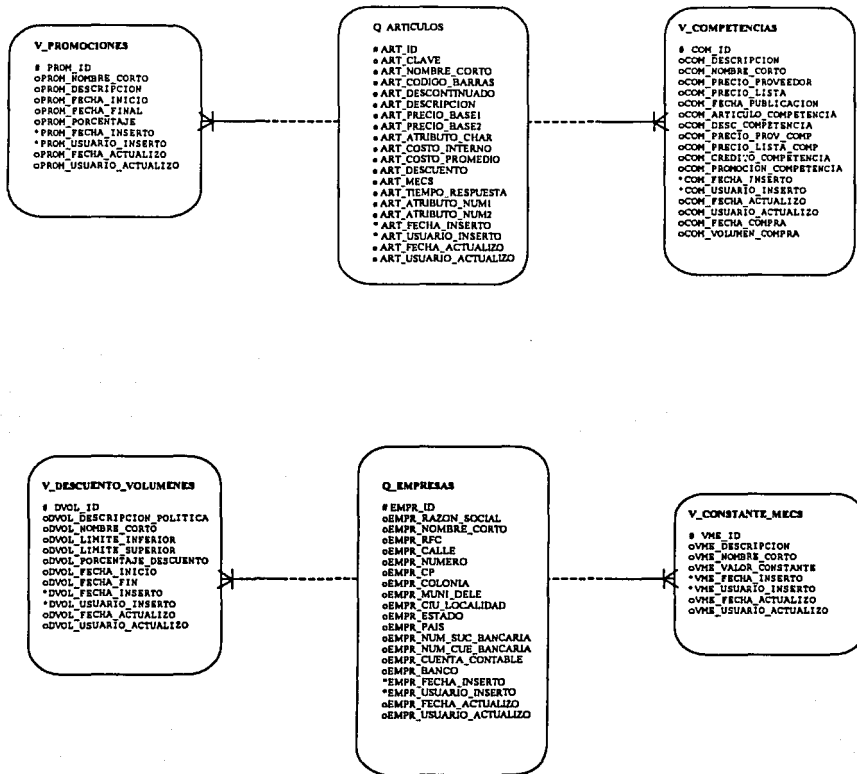 V_PROMOCIONES
# PROM_ID
oPROM_NOMBRE_CORTO
oPROM_DESCRIPCION
oPROM_FECHA_INICIO
oPROM_FECHA_FINAL
oPROM_PORCENTAJE
*PROM_FECHA_INSERTO
*PROM_USUARIO_INSERTO
oPROM_FECHA_ACTUALIZO
oPROM_USUARIO_ACTUALIZO
Q_ARTICULOS
# ART_ID
o ART_CLAVE
o ART_NOMBRE_CORTO
o ART_CODIGO_BARRAS
o ART_DESCONTINUADO
o ART_DESCRIPCION
o ART_PRECIO_BASE1
o ART_PRECIO_BASE2
o ART_ATRIBUTO_CHAR
o ART_COSTO_INTERNO
o ART_COSTO_PROMEDIO
o ART_DESCUENTO
o ART_MECS
o ART_TIEMPO_RESPUESTA
o ART_ATRIBUTO_NUM1
o ART_ATRIBUTO_NUM2
* ART_FECHA_INSERTO
* ART_USUARIO_INSERTO
o ART_FECHA_ACTUALIZO
o ART_USUARIO_ACTUALIZO
V_COMPETENCIAS
# COM_ID
oCOM_DESCRIPCION
oCOM_NOMBRE_CORTO
oCOM_PRECIO_PROVEEDOR
oCOM_PRECIO_LISTA
oCOM_FECHA_PUBLICACION
oCOM_ARTICULO_COMPETENCIA
oCOM_DESC_COMPETENCIA
oCOM_PRECIO_PROV_COMP
oCOM_PRECIO_LISTA_COMP
oCOM_CREDITO_COMPETENCIA
oCOM_PROMOCION_COMPETENCIA
*COM_FECHA_INSERTO
*COM_USUARIO_INSERTO
oCOM_FECHA_ACTUALIZO
oCOM_USUARIO_ACTUALIZO
oCOM_FECHA_COMPRA
oCOM_VOLUMEN_COMPRA
V_DESCUENTO_VOLUMENES
# DVOL_ID
oDVOL_DESCRIPCION_POLITICA
oDVOL_NOMBRE_CORTO
oDVOL_LIMITE_INFERIOR
oDVOL_LIMITE_SUPERIOR
oDVOL_PORCENTAJE_DESCUENTO
oDVOL_FECHA_INICIO
oDVOL_FECHA_FIN
*DVOL_FECHA_INSERTO
*DVOL_USUARIO_INSERTO
oDVOL_FECHA_ACTUALIZO
oDVOL_USUARIO_ACTUALIZO
Q_EMPRESAS
# EMPR_ID
oEMPR_RAZON_SOCIAL
oEMPR_NOMBRE_CORTO
oEMPR_RFC
oEMPR_CALLE
oEMPR_NUMERO
oEMPR_CP
oEMPR_COLONIA
oEMPR_MUNI_DELE
oEMPR_CIU_LOCALIDAD
oEMPR_ESTADO
oEMPR_PAIS
oEMPR_NUM_SUC_BANCARIA
oEMPR_NUM_CUE_BANCARIA
oEMPR_CUENTA_CONTABLE
oEMPR_BANCO
*EMPR_FECHA_INSERTO
*EMPR_USUARIO_INSERTO
oEMPR_FECHA_ACTUALIZO
oEMPR_USUARIO_ACTUALIZO
V_CONSTANTE_MECS
# VME_ID
oVME_DESCRIPCION
oVME_NOMBRE_CORTO
oVME_VALOR_CONSTANTE
*VME_FECHA_INSERTO
*VME_USUARIO_INSERTO
oVME_FECHA_ACTUALIZO
oVME_USUARIO_ACTUALIZO